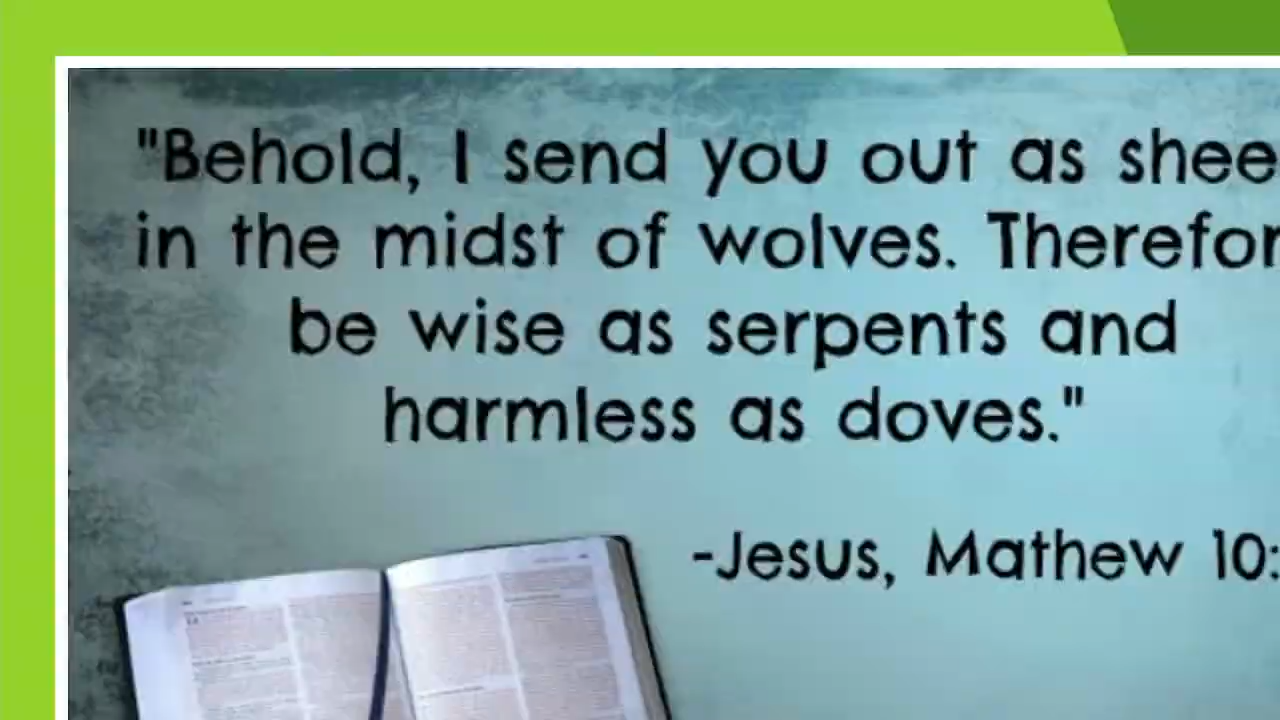 "Behold, I send you out as shee
in the midst of wolves. Therefor
be wise as serpents and
harmless as doves."
-Jesus, Mathew 10: